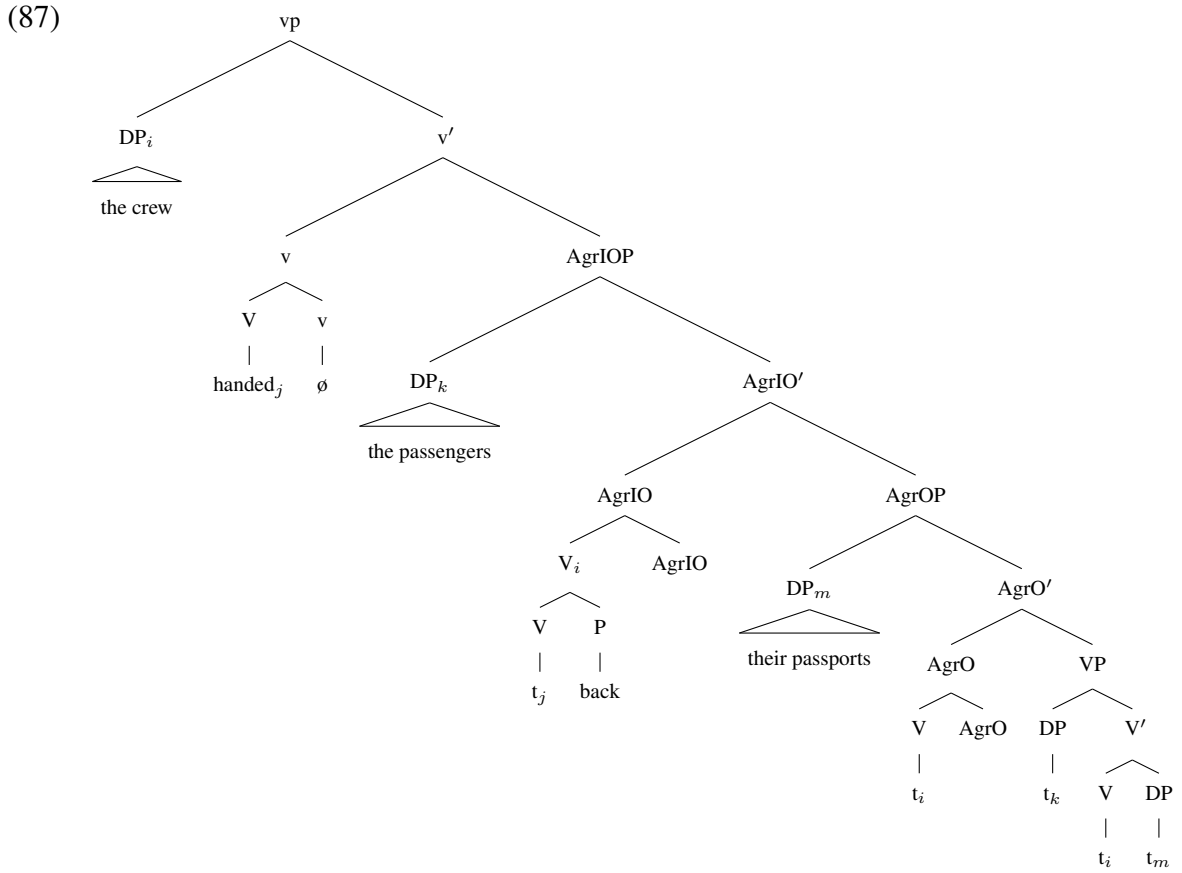 (87)
vp
DP_i v′
the crew
v AgrIOP
V v
handed_j ø
DP_k AgrIO′
the passengers
AgrIO AgrOP
V_i AgrIO
DP_m AgrO′
V P
their passports
AgrO VP
t_j back
V AgrO DP V′
t_i t_k V DP
t_i t_m